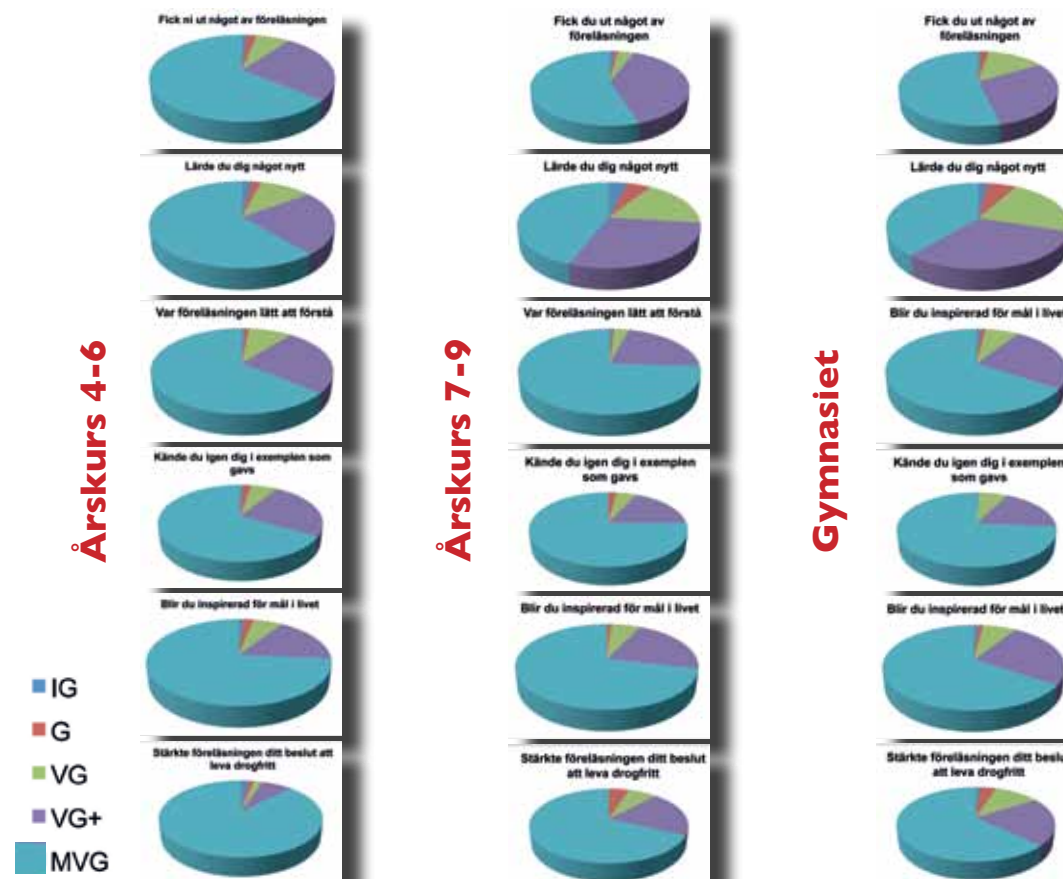 Årskurs 4-6
Fick ni ut något av föreläsningen
Lärde du dig något nytt
Var föreläsningen lätt att förstå
Kände du igen dig i exemplen som
gavs
Blir du inspirerad för mål i livet
Stärkte föreläsningen ditt beslut att
leva drogfritt
Årskurs 7-9
Fick du ut något av
föreläsningen
Lärde du dig något nytt
Var föreläsningen lätt att förstå
Kände du igen dig i exemplen
som gavs
Blir du inspirerad för mål i livet
Stärkte föreläsningen ditt beslut
att leva drogfritt
Gymnasiet
Fick du ut något av
föreläsningen
Lärde du dig något nytt
Blir du inspirerad för mål i livet
Kände du igen dig i exemplen
som gavs
Blir du inspirerad för mål i livet
Stärkte föreläsningen ditt beslu
att leva drogfritt
IG
G
VG
VG+
MVG